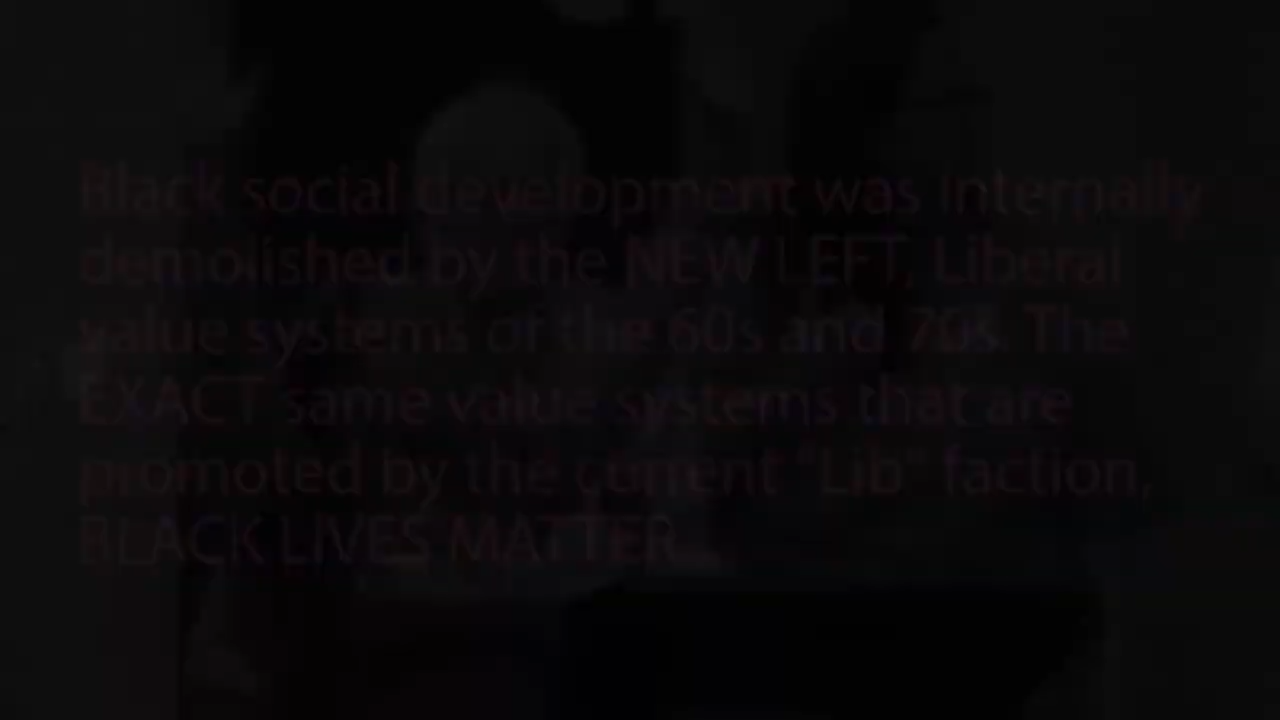 Black social development was internally
demolished by the NEW LEFT, Liberal
value systems of the 60s and 70s. The
EXACT same value systems that are
promoted by the current "Lib" faction,
BLACK LIVES MATTER.